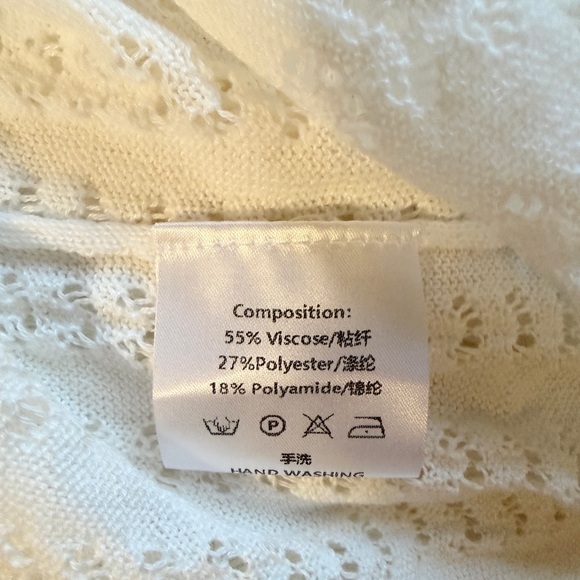 Composition:
55% Viscose/粘纤
27%Polyester/涤纶
18% Polyamide/锦纶
P
手洗
HAND WASHING